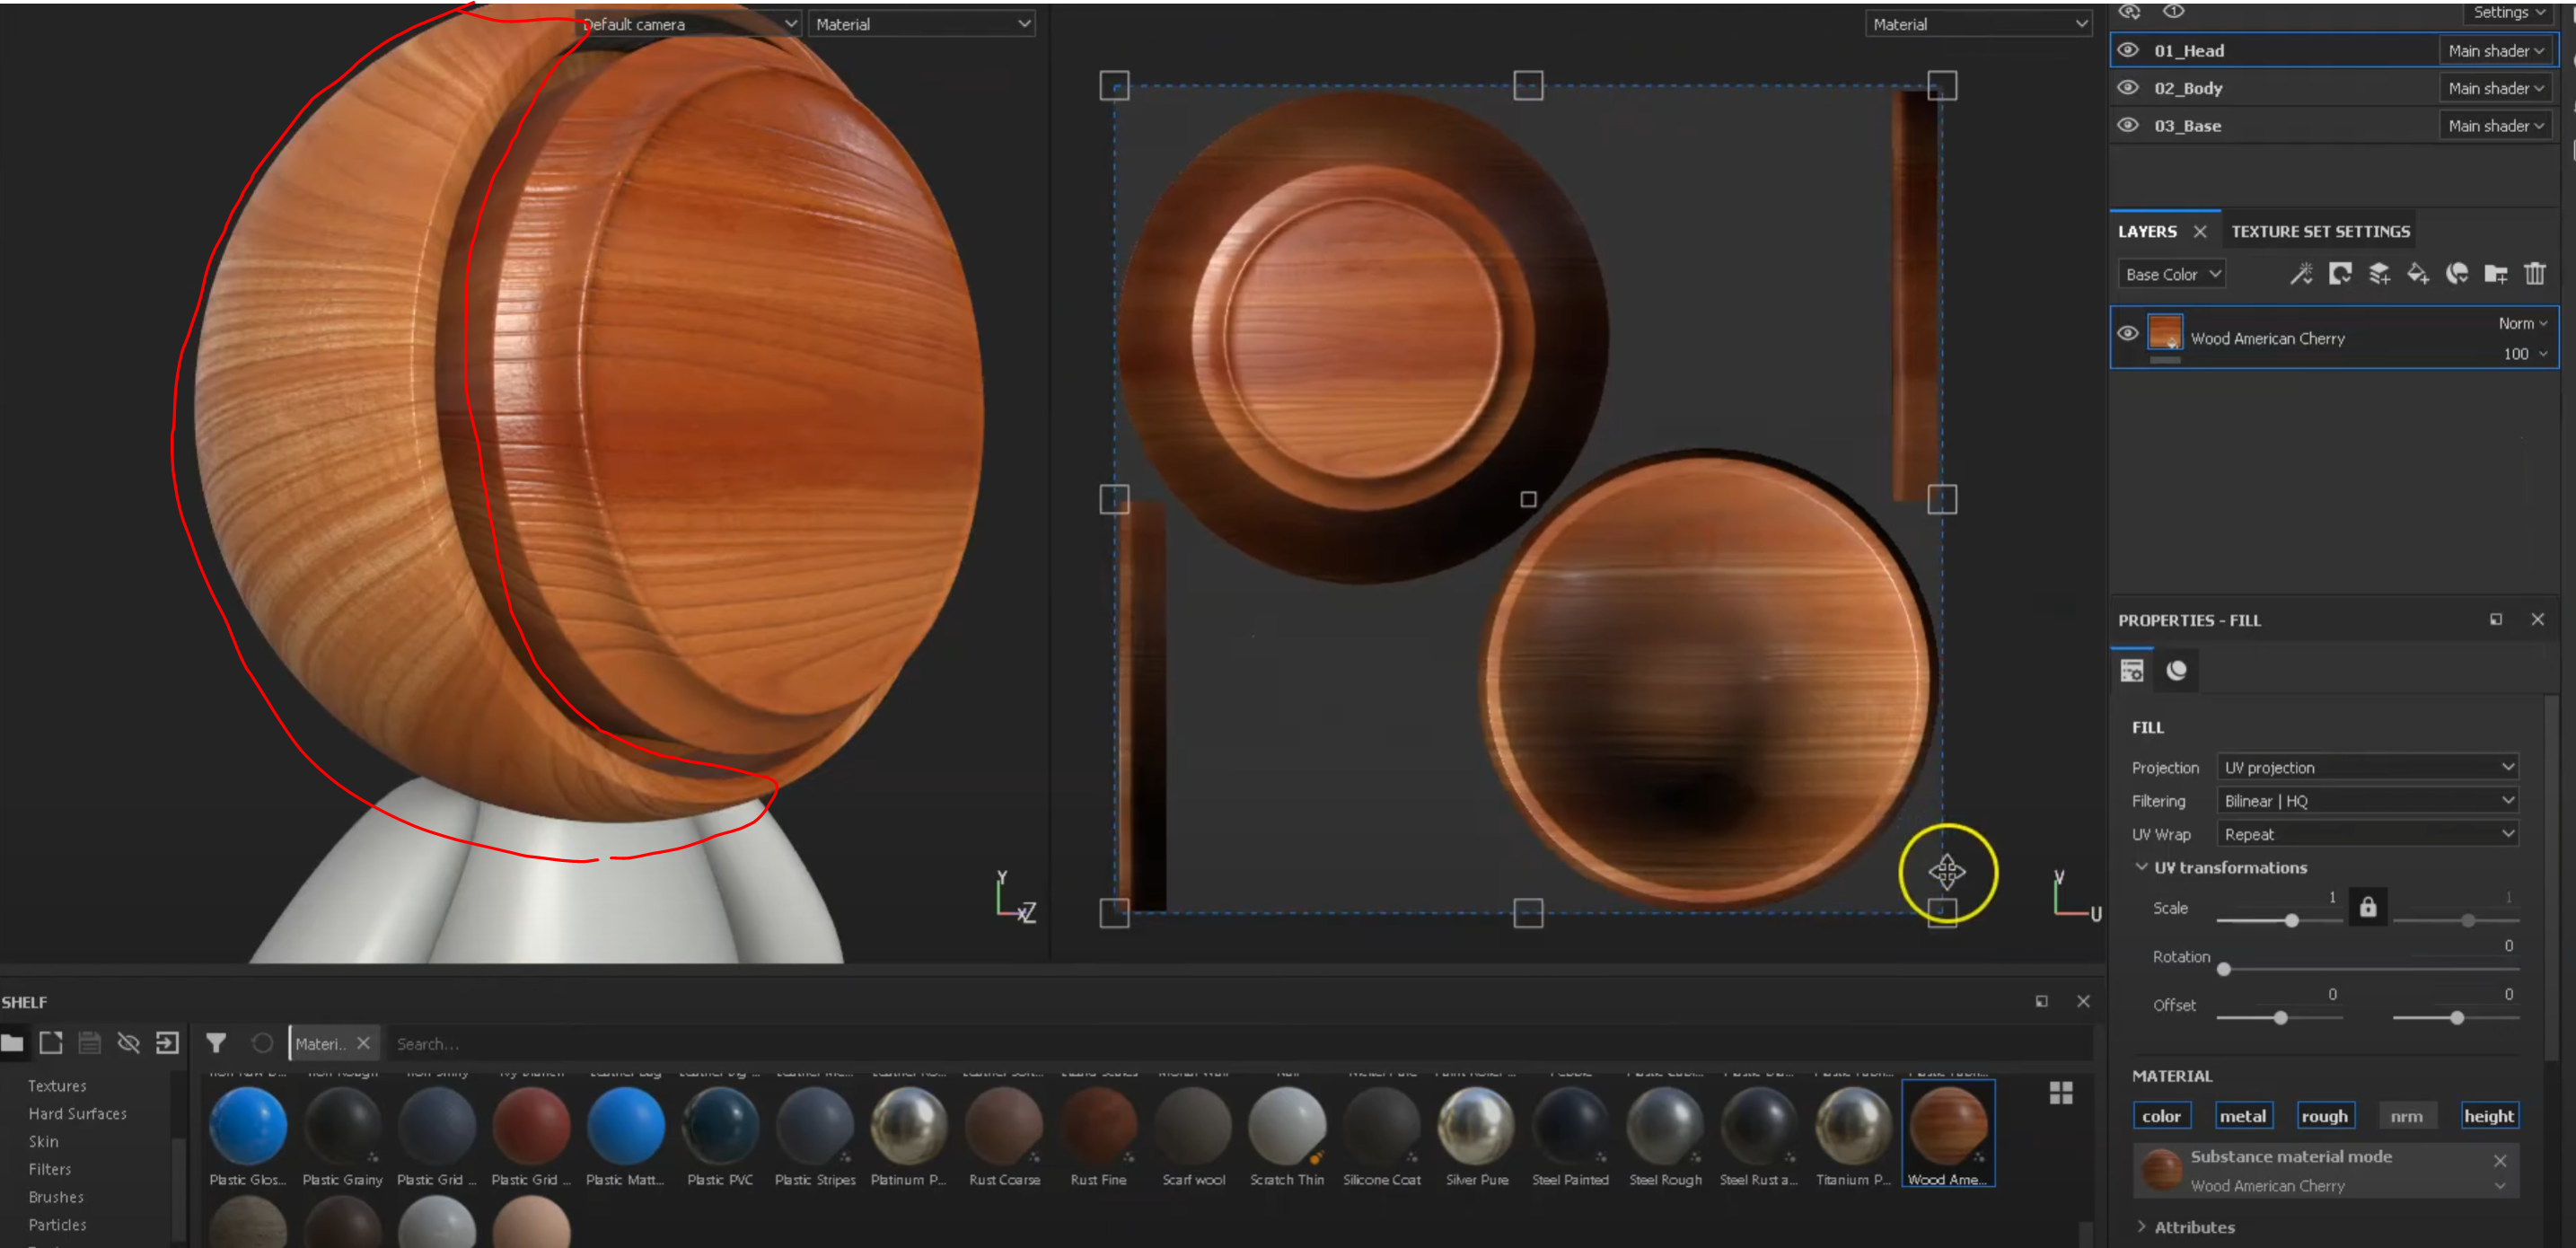 Default camera
Material
Material
Settings
01_Head
Main shader
02_Body
Main shader
03_Base
Main shader
LAYERS
TEXTURE SET SETTINGS
Base Color
Wood American Cherry
Norm
100
PROPERTIES - FILL
FILL
Projection
UV projection
Filtering
Bilinear | HQ
UV Wrap
Repeat
UV transformations
Scale
1
1
Rotation
0
Offset
0
0
MATERIAL
color metal rough nrm height
Substance material mode
Wood American Cherry
Attributes
Y
Z
V
U
SHELF
Materi..
Search...
Textures
Hard Surfaces
Skin
Filters
Brushes
Particles
Plastic Glos... Plastic Grainy Plastic Grid ... Plastic Grid ... Plastic Matt... Plastic PVC Plastic Stripes Platinum P... Rust Coarse Rust Fine Scarf wool Scratch Thin Silicone Coat Silver Pure Steel Painted Steel Rough Steel Rust a... Titanium P... Wood Ame...